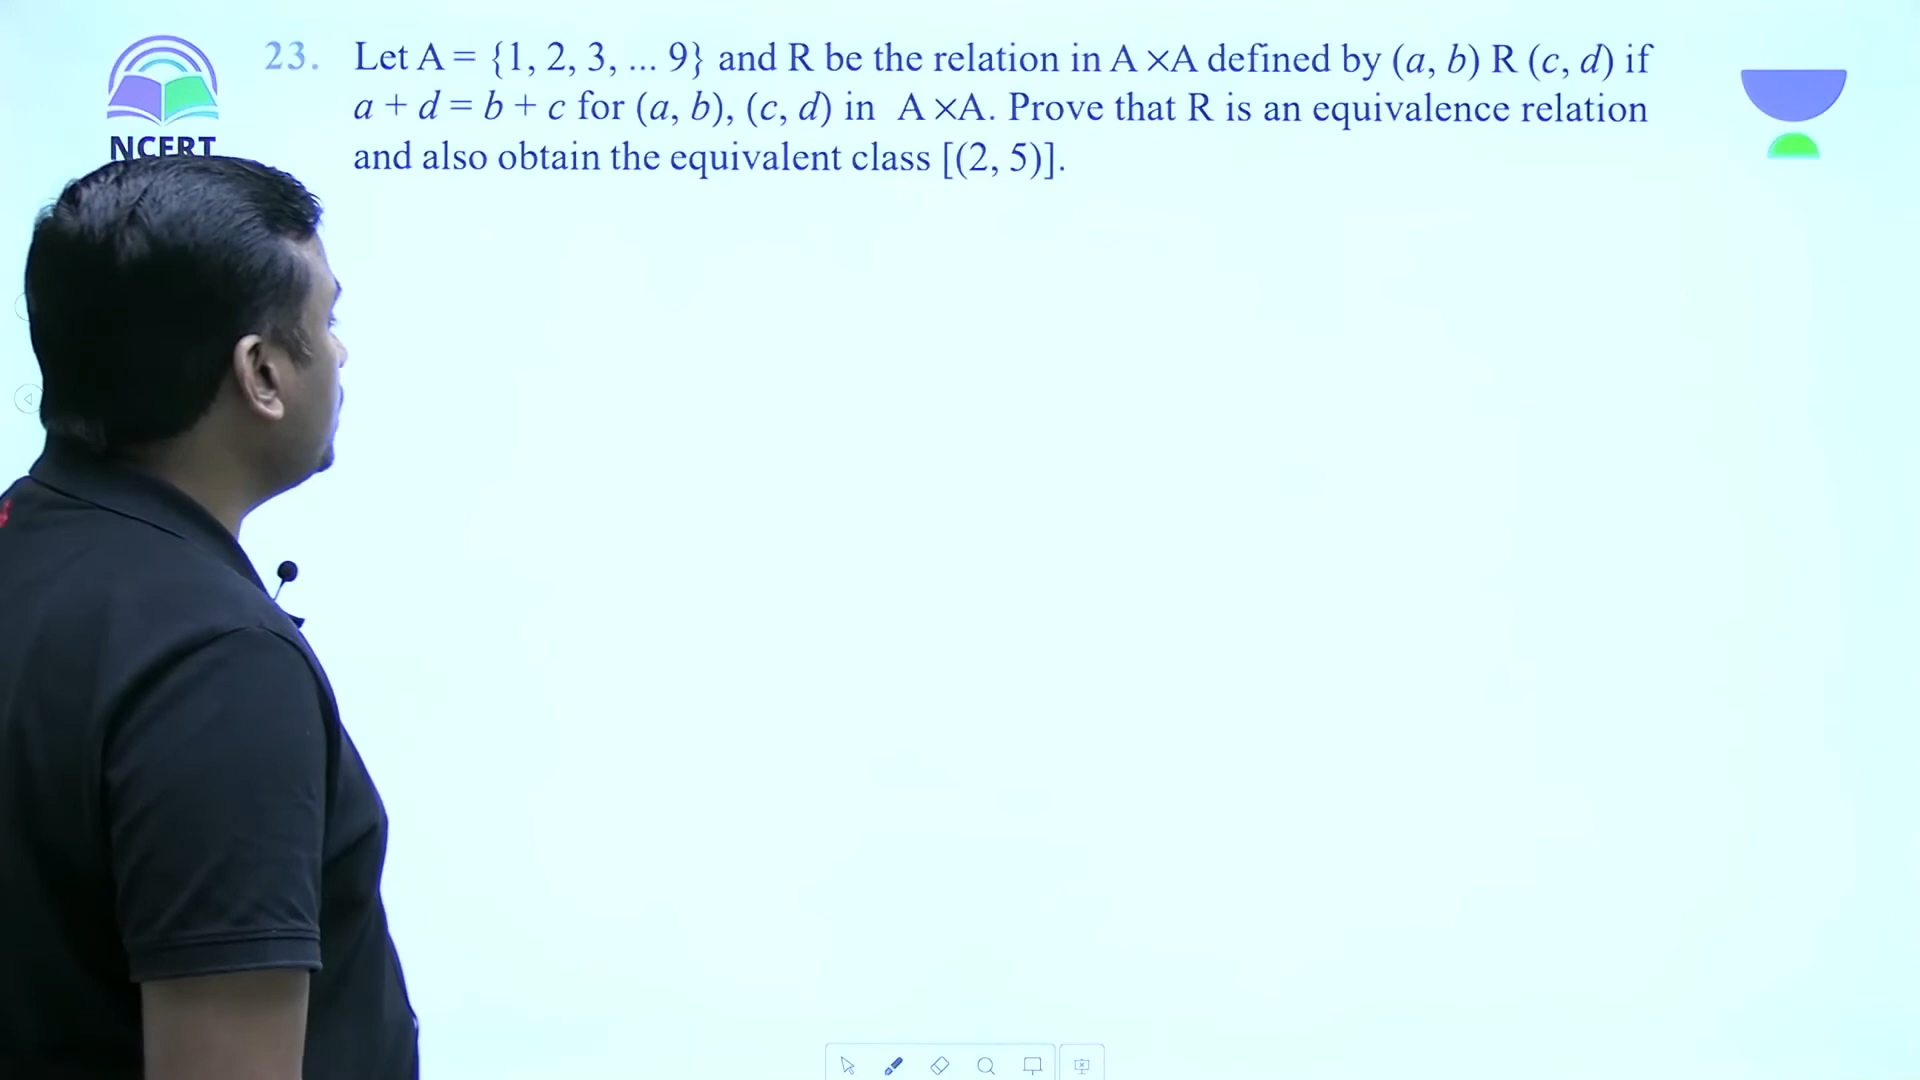 NCERT
23. Let A = {1, 2, 3, ... 9} and R be the relation in A ×A defined by (a, b) R (c, d) if
a + d = b + c for (a, b), (c, d) in A ×A. Prove that R is an equivalence relation
and also obtain the equivalent class [(2, 5)].